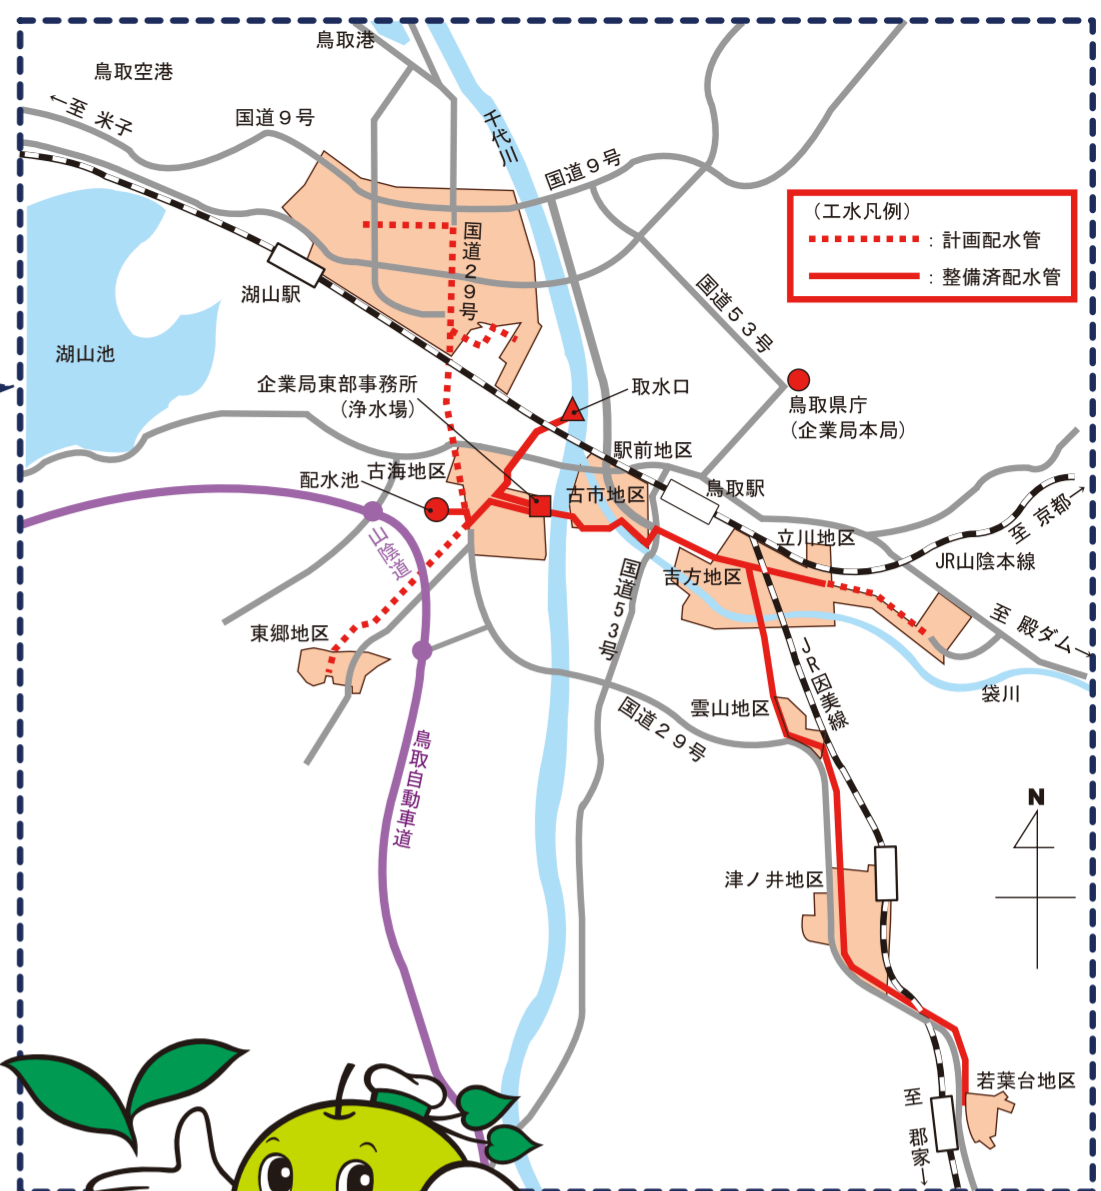 鳥取港
鳥取空港
←至 米子
国道9号
千代川
国道9号
（工水凡例）
：計画配水管
：整備済配水管
国道29号
湖山駅
国道53号
湖山池
企業局東部事務所
（浄水場）
取水口
鳥取県庁
（企業局本局）
駅前地区
古海地区
配水池
古市地区
鳥取駅
至 京都→
山陰道
立川地区
JR山陰本線
吉方地区
国道53号
東郷地区
至 殿ダム→
JR因美線
袋川
雲山地区
国道29号
鳥取自動車道
N
津ノ井地区
若葉台地区
至 郡家→